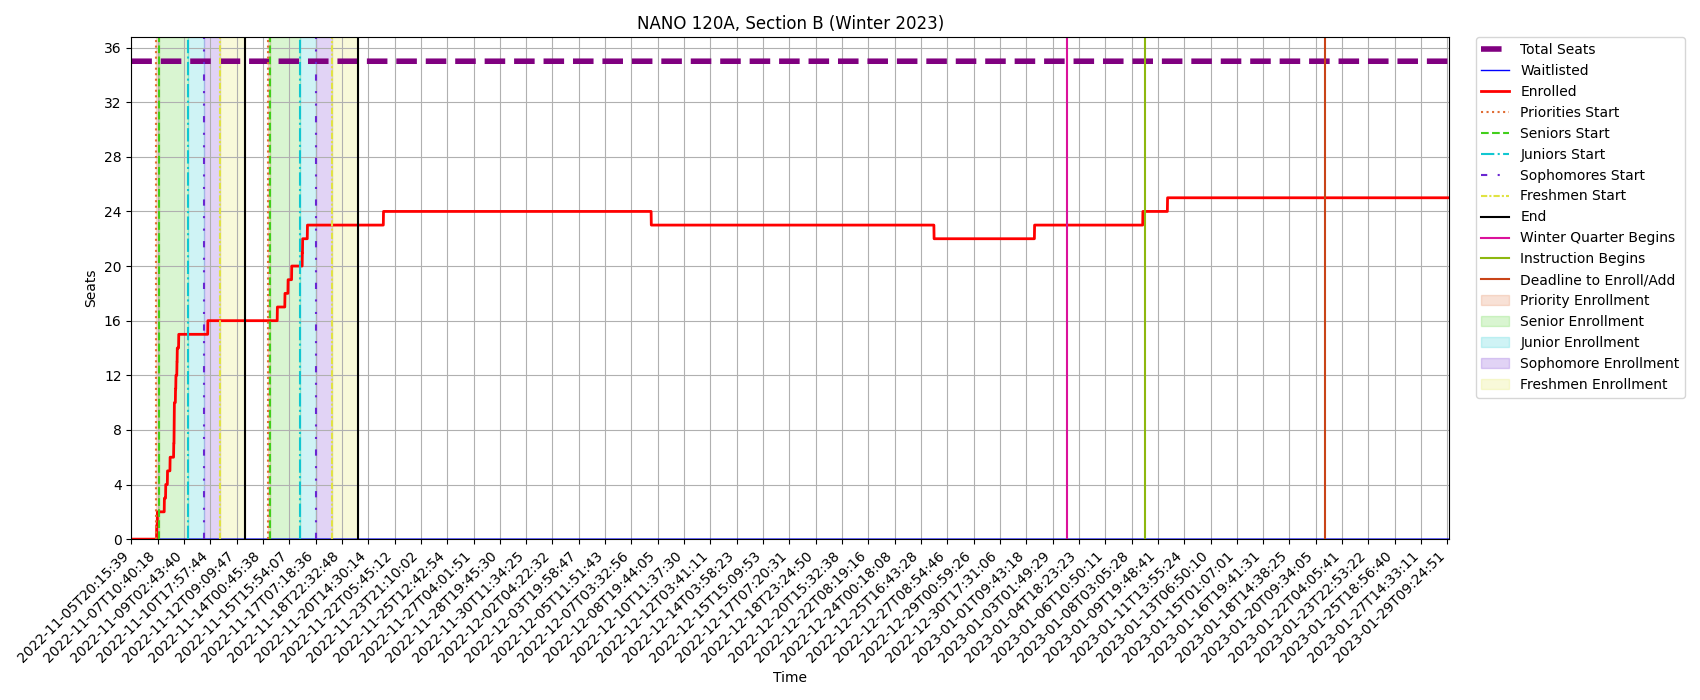 NANO 120A, Section B (Winter 2023)
36
32
28
24
20
16
12
8
4
0
Seats
2022-11-05T20:15:39
2022-11-07T10:40:18
2022-11-09T02:43:40
2022-11-10T17:57:44
2022-11-12T09:09:47
2022-11-14T00:45:38
2022-11-15T15:54:07
2022-11-17T07:18:36
2022-11-18T22:32:48
2022-11-20T14:30:14
2022-11-22T05:45:12
2022-11-23T21:10:02
2022-11-25T12:42:54
2022-11-27T04:01:51
2022-11-28T19:45:30
2022-11-30T11:34:25
2022-12-02T04:22:32
2022-12-03T19:58:47
2022-12-05T11:51:43
2022-12-07T03:32:56
2022-12-08T19:44:05
2022-12-10T11:37:30
2022-12-12T03:41:11
2022-12-14T03:58:23
2022-12-15T15:09:53
2022-12-17T07:20:31
2022-12-18T23:24:50
2022-12-20T15:32:38
2022-12-22T08:19:16
2022-12-24T00:18:08
2022-12-25T16:43:28
2022-12-27T08:54:46
2022-12-29T00:59:26
2022-12-30T17:31:06
2023-01-01T09:43:18
2023-01-03T01:49:29
2023-01-04T18:23:23
2023-01-06T10:50:11
2023-01-08T03:05:28
2023-01-09T19:48:41
2023-01-11T13:55:24
2023-01-13T06:50:10
2023-01-15T01:07:01
2023-01-16T19:41:31
2023-01-18T14:38:25
2023-01-20T09:34:05
2023-01-22T04:05:41
2023-01-23T22:53:22
2023-01-25T18:56:40
2023-01-27T14:33:11
2023-01-29T09:24:51
Time
Total Seats
Waitlisted
Enrolled
Priorities Start
Seniors Start
Juniors Start
Sophomores Start
Freshmen Start
End
Winter Quarter Begins
Instruction Begins
Deadline to Enroll/Add
Priority Enrollment
Senior Enrollment
Junior Enrollment
Sophomore Enrollment
Freshmen Enrollment